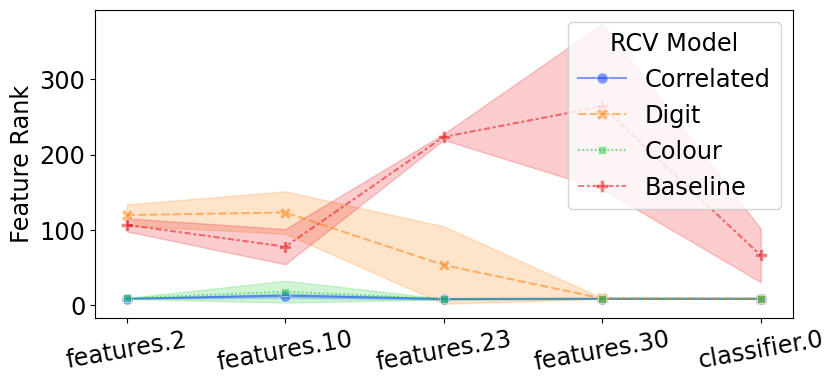 Feature Rank
300
200
100
0
features.2
features.10
features.23
features.30
classifier.0
RCV Model
Correlated
Digit
Colour
Baseline